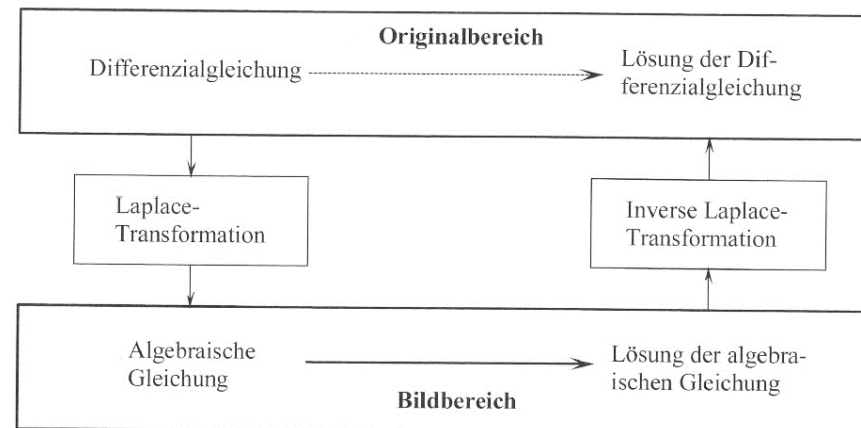 Originalbereich
Differenzialgleichung
Lösung der Dif-
ferenzialgleichung
Laplace-
Transformation
Inverse Laplace-
Transformation
Algebraische
Gleichung
Lösung der algebra-
ischen Gleichung
Bildbereich